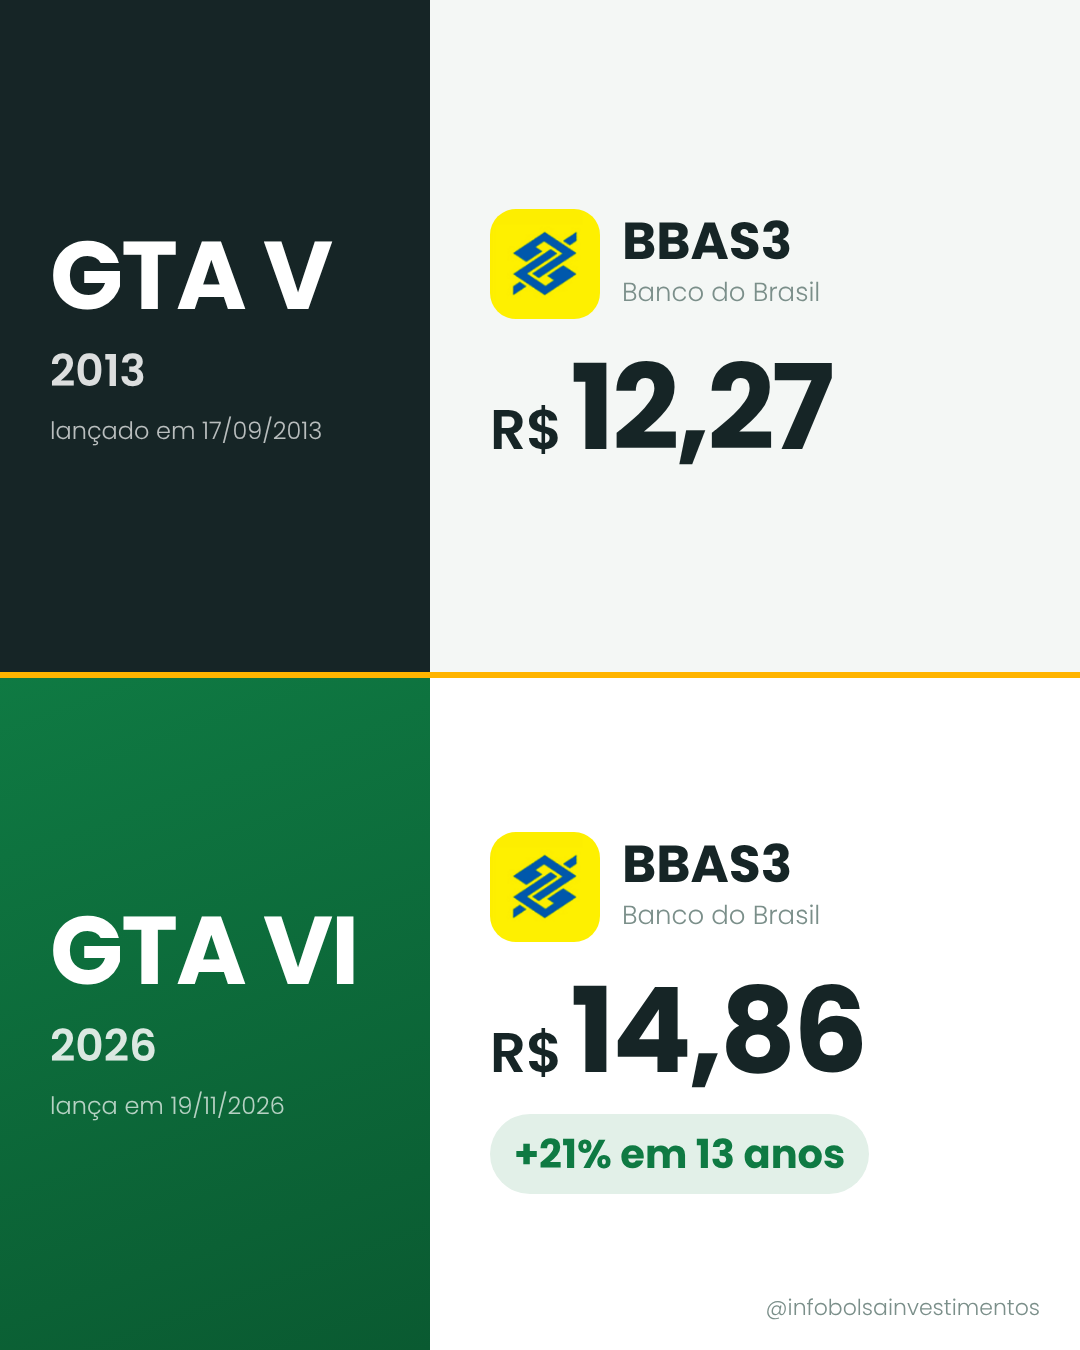 GTA V
2013
lançado em 17/09/2013
BBAS3
Banco do Brasil
R$ 12,27
GTA VI
2026
lança em 19/11/2026
BBAS3
Banco do Brasil
R$ 14,86
+21% em 13 anos
@infobolsainvestimentos